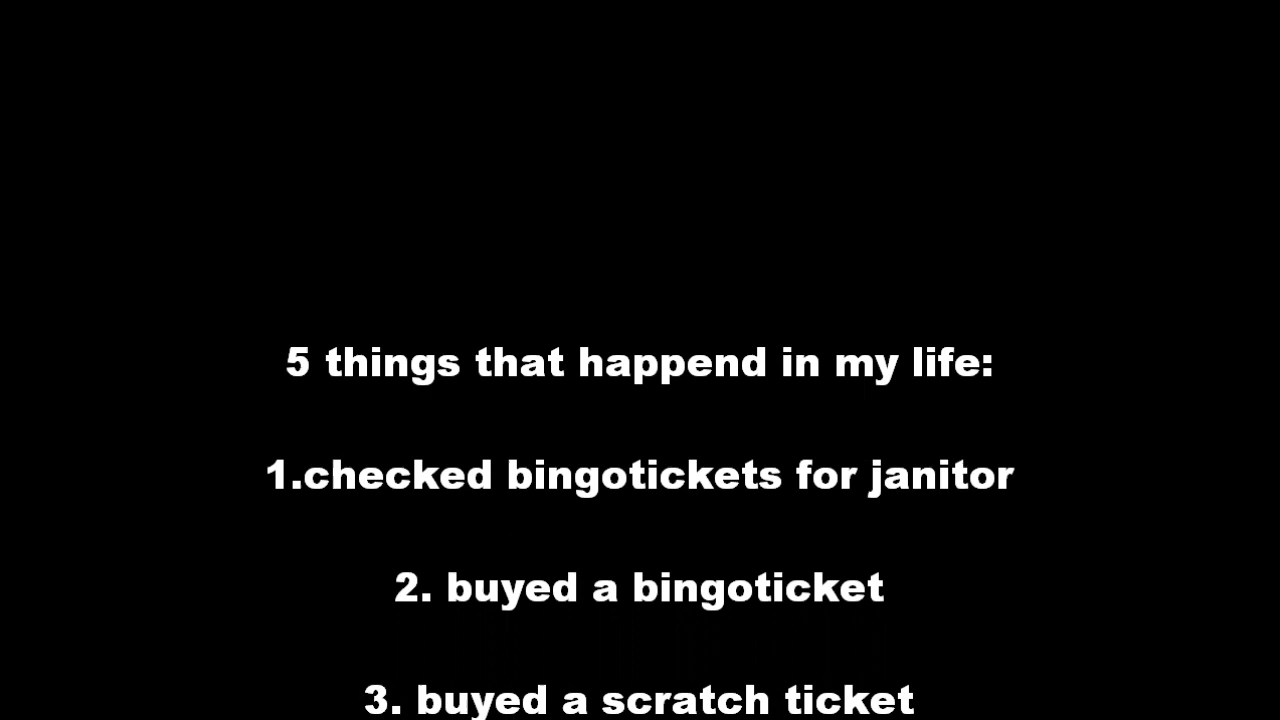 5 things that happend in my life:
1.checked bingotickets for janitor
2. buyed a bingoticket
3. buyed a scratch ticket